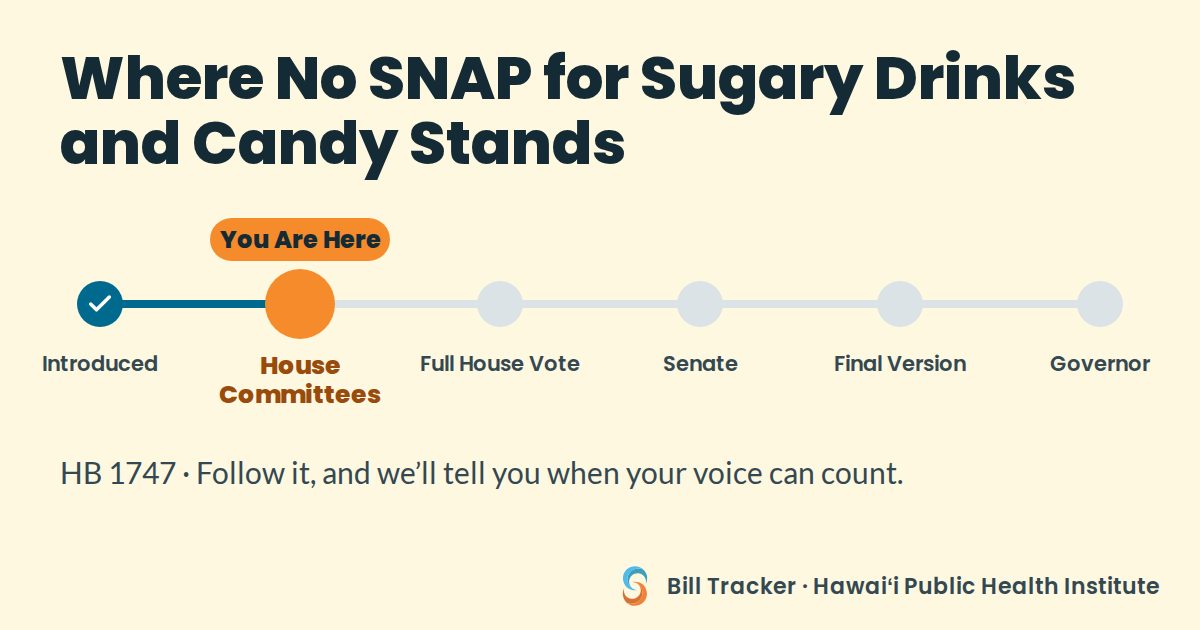 Where No SNAP for Sugary Drinks
and Candy Stands
You Are Here
Introduced
House
Committees
Full House Vote
Senate
Final Version
Governor
HB 1747 · Follow it, and we’ll tell you when your voice can count.
Bill Tracker · Hawaiʻi Public Health Institute